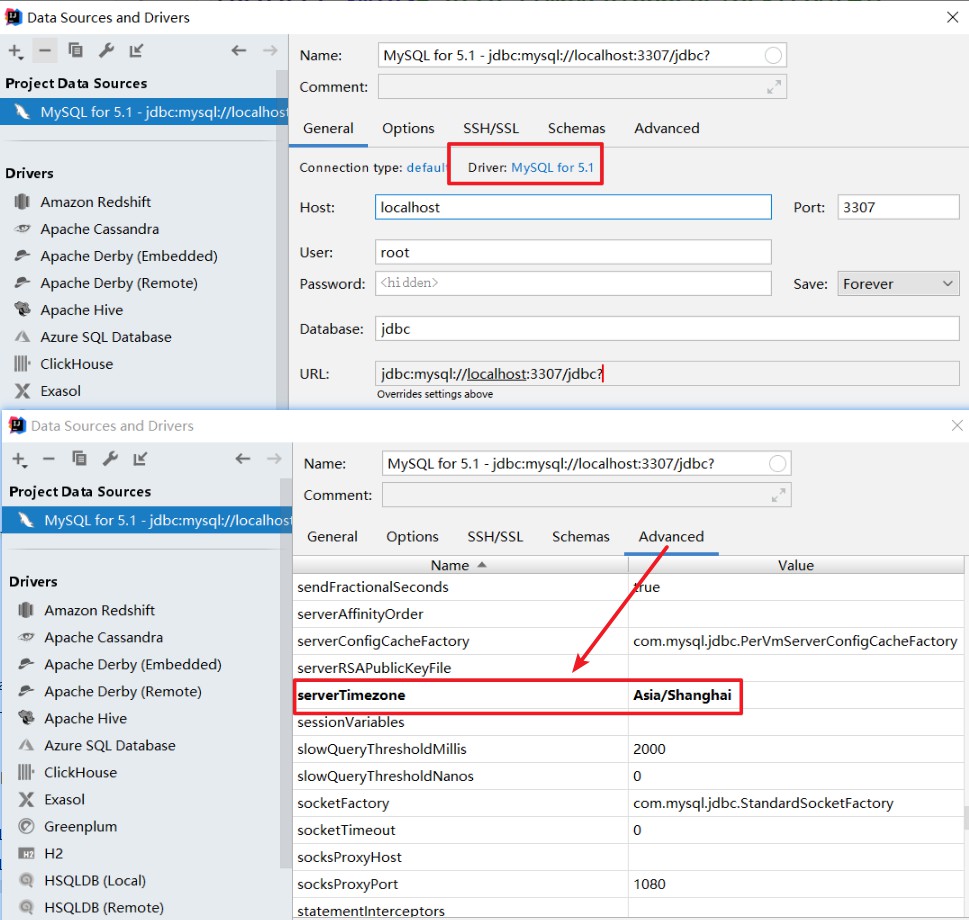 Data Sources and Drivers
Project Data Sources
MySQL for 5.1 - jdbc:mysql://localhost
Drivers
Amazon Redshift
Apache Cassandra
Apache Derby (Embedded)
Apache Derby (Remote)
Apache Hive
Azure SQL Database
ClickHouse
Exasol
Name: MySQL for 5.1 - jdbc:mysql://localhost:3307/jdbc?
Comment:
General Options SSH/SSL Schemas Advanced
Connection type: defaul Driver: MySQL for 5.1
Host: localhost Port: 3307
User: root
Password: <hidden> Save: Forever
Database: jdbc
URL: jdbc:mysql://localhost:3307/jdbc?
Overrides settings above
Data Sources and Drivers
Project Data Sources
MySQL for 5.1 - jdbc:mysql://localhost
Drivers
Amazon Redshift
Apache Cassandra
Apache Derby (Embedded)
Apache Derby (Remote)
Apache Hive
Azure SQL Database
ClickHouse
Exasol
Greenplum
H2
HSQLDB (Local)
HSQLDB (Remote)
Name: MySQL for 5.1 - jdbc:mysql://localhost:3307/jdbc?
Comment:
General Options SSH/SSL Schemas Advanced
Name Value
sendFractionalSeconds true
serverAffinityOrder
serverConfigCacheFactory com.mysql.jdbc.PerVmServerConfigCacheFactory
serverRSAPublicKeyFile
serverTimezone Asia/Shanghai
sessionVariables
slowQueryThresholdMillis 2000
slowQueryThresholdNanos 0
socketFactory com.mysql.jdbc.StandardSocketFactory
socketTimeout 0
socksProxyHost
socksProxyPort 1080
statementInterceptors